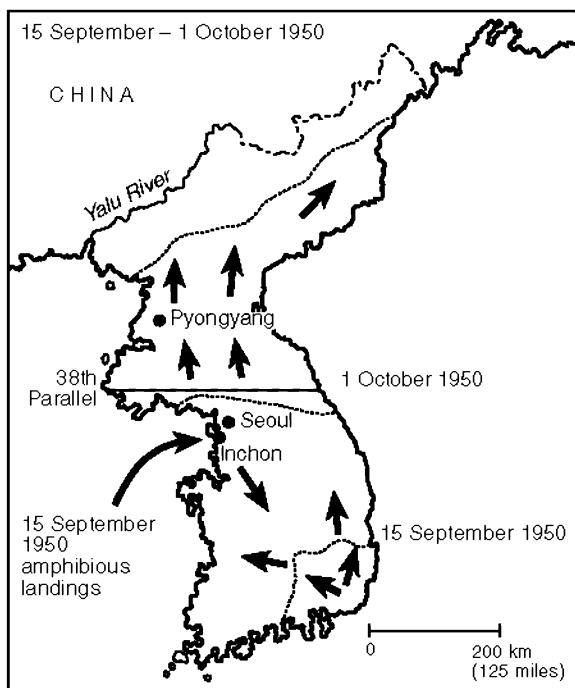 15 September – 1 October 1950
CHINA
Yalu River
Pyongyang
38th
Parallel
1 October 1950
Seoul
Inchon
15 September
1950
amphibious
landings
15 September 1950
0
200 km
(125 miles)